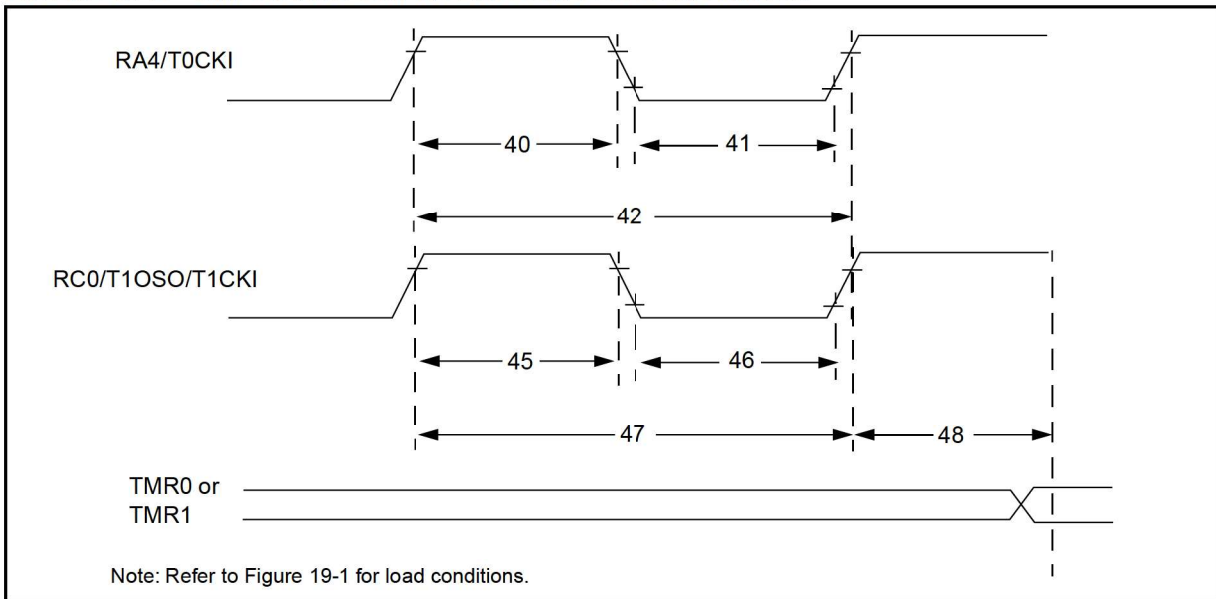 RA4/T0CKI
40
41
42
RC0/T1OSO/T1CKI
45
46
47
48
TMR0 or
TMR1
Note: Refer to Figure 19-1 for load conditions.